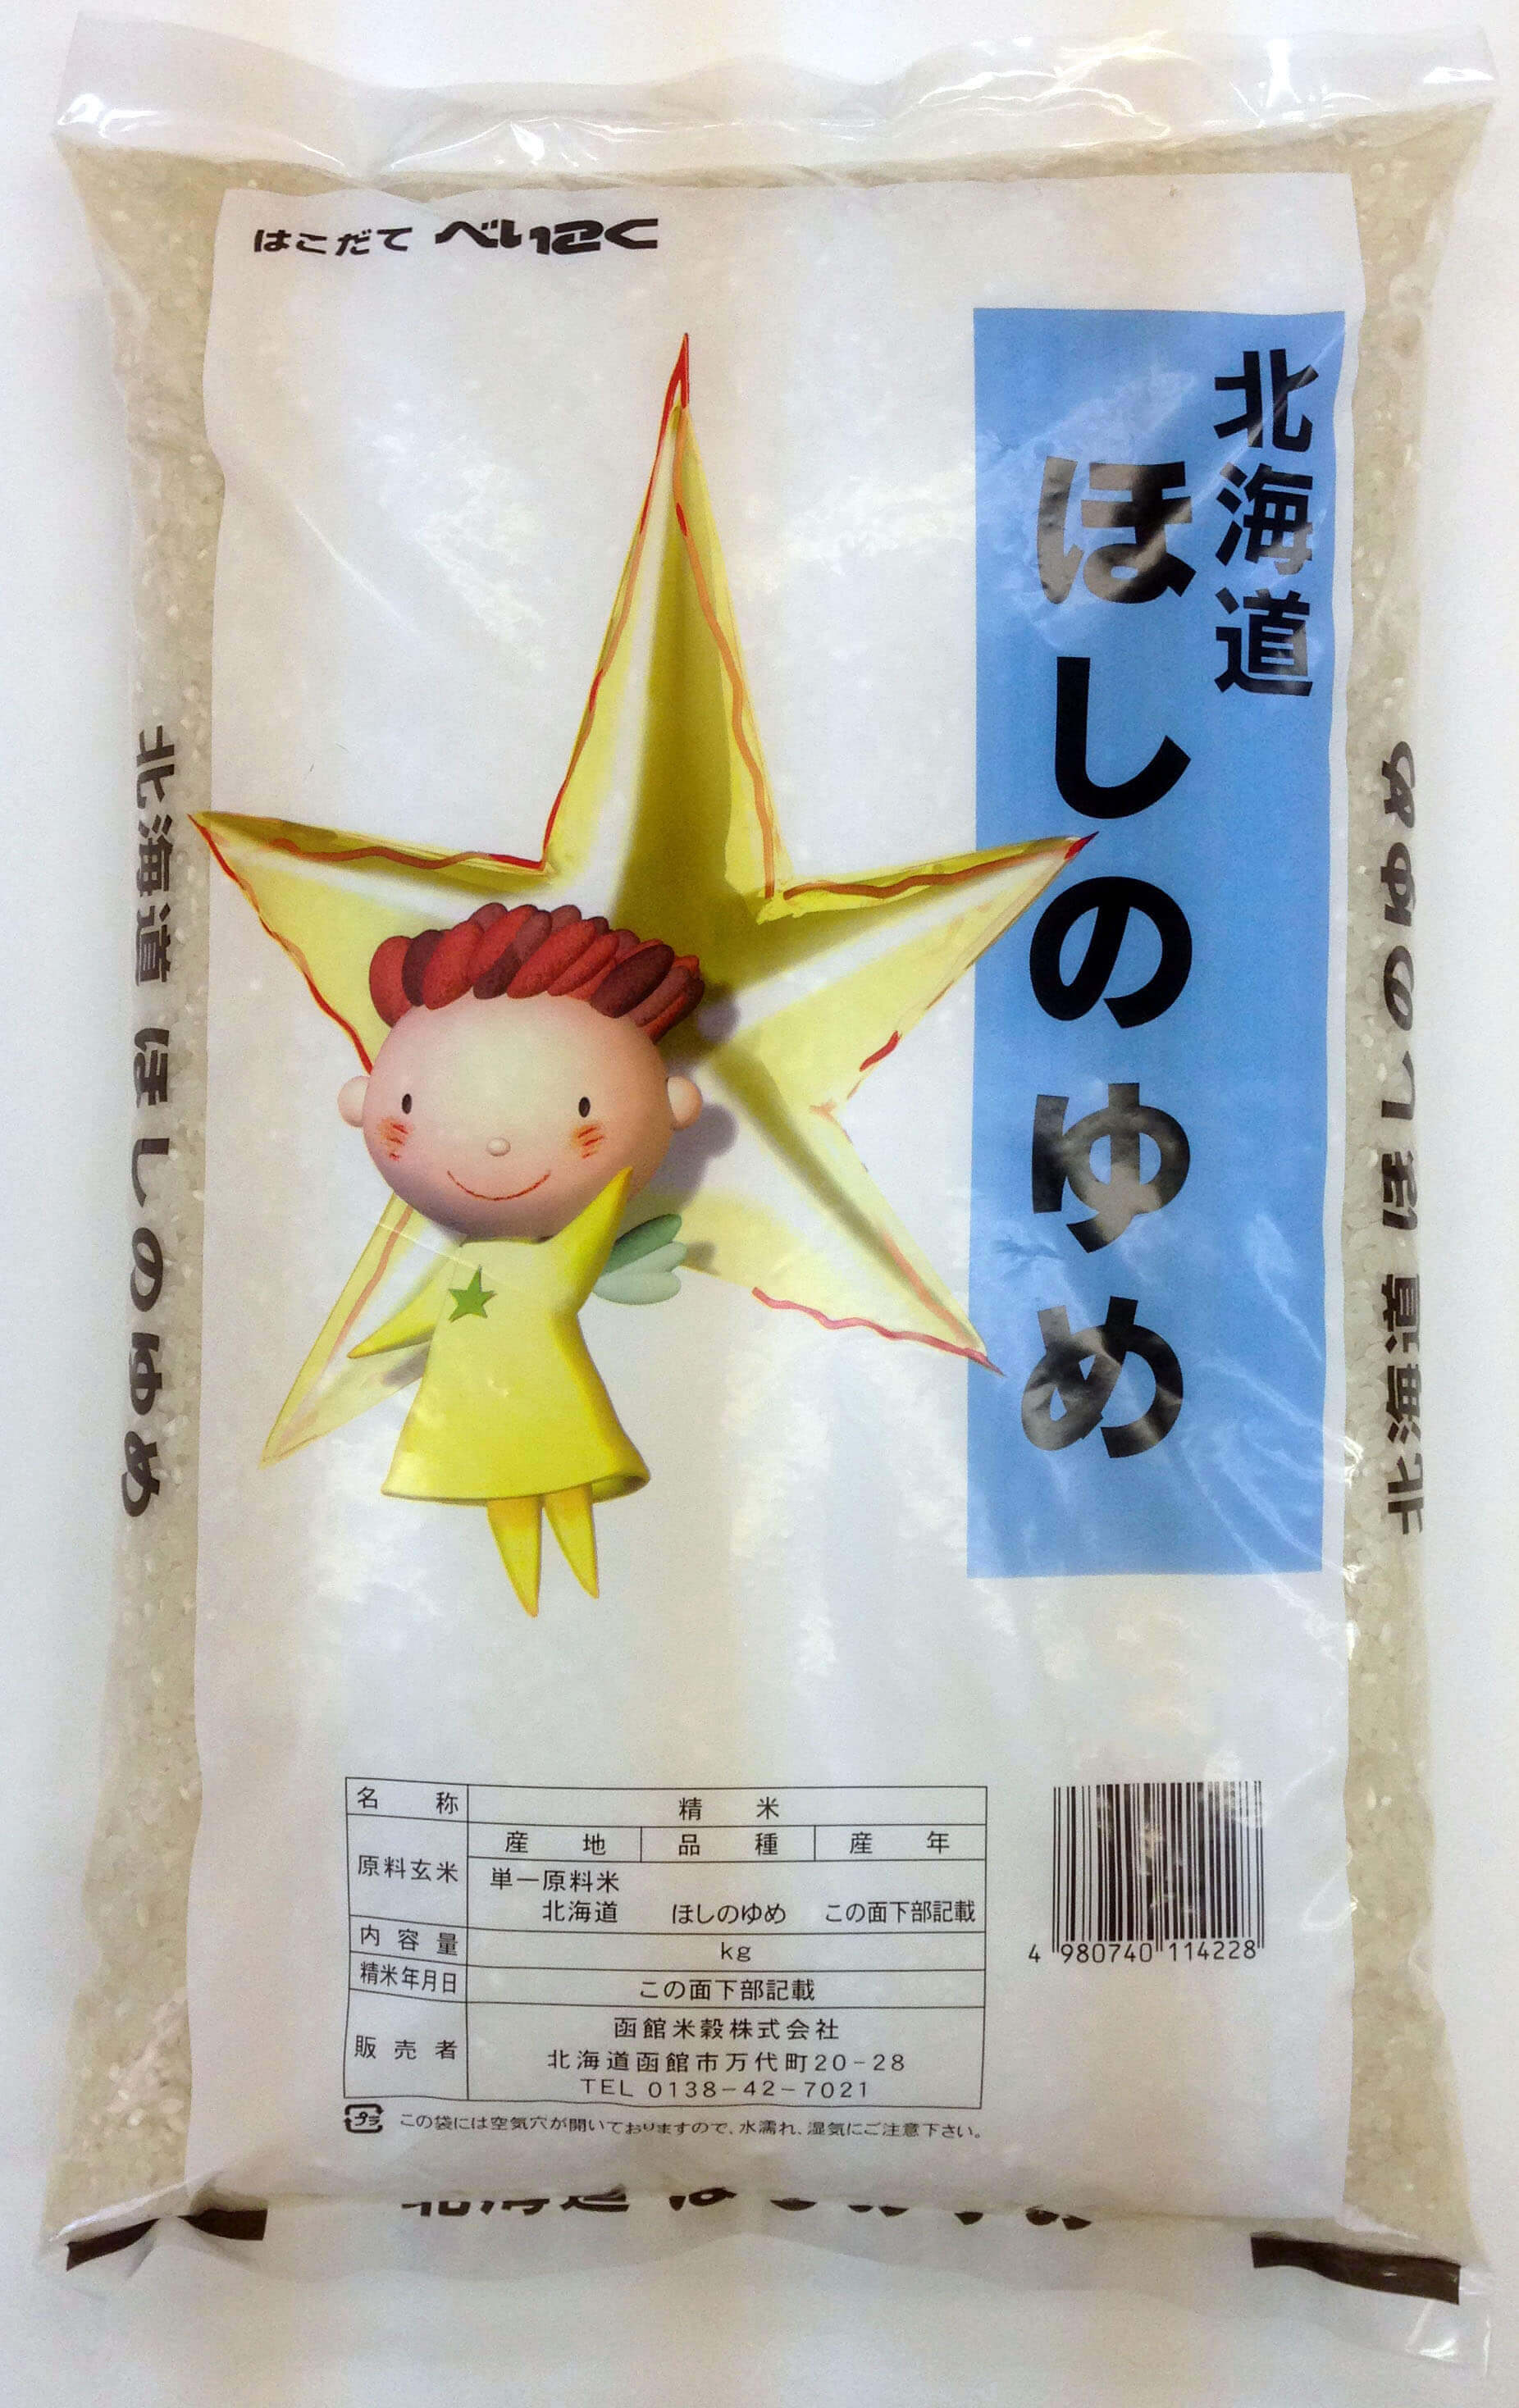 はこだて べいこく
北海道
ほしのゆめ
北海道 ほしのゆめ
北海道 ほしのゆめ
名称 精米
原料玄米 産地 品種 産年
単一原料米
北海道 ほしのゆめ この面下部記載
内容量 kg
精米年月日 この面下部記載
販売者 函館米穀株式会社
北海道函館市万代町20-28
TEL 0138-42-7021
プラ この袋には空気穴が開いておりますので、水濡れ、湿気にご注意下さい。
4 980740 114228